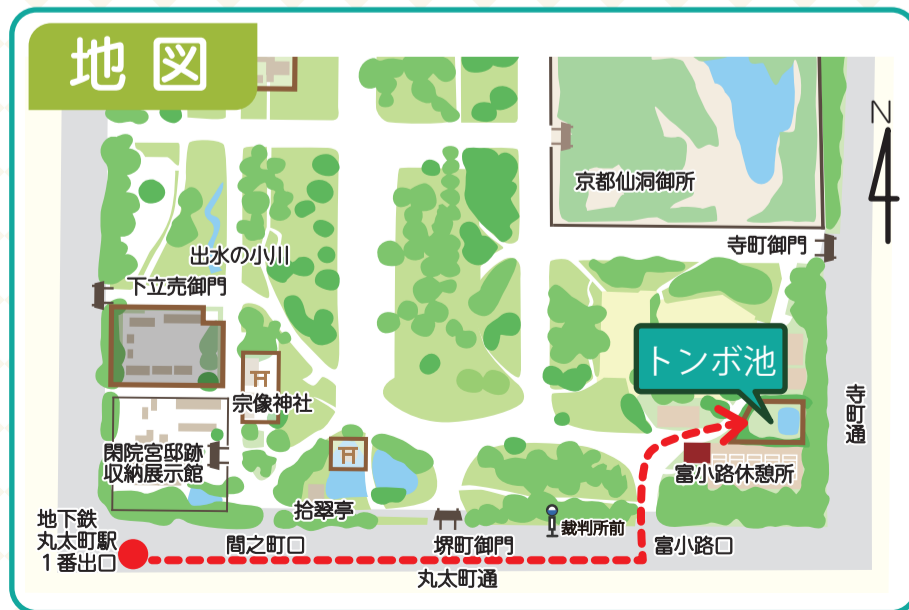 地図
N
京都仙洞御所
寺町御門
出水の小川
下立売御門
トンボ池
宗像神社
寺町通
閑院宮邸跡
収納展示館
富小路休憩所
拾翠亭
地下鉄
丸太町駅
1番出口
間之町口
堺町御門
裁判所前
富小路口
丸太町通